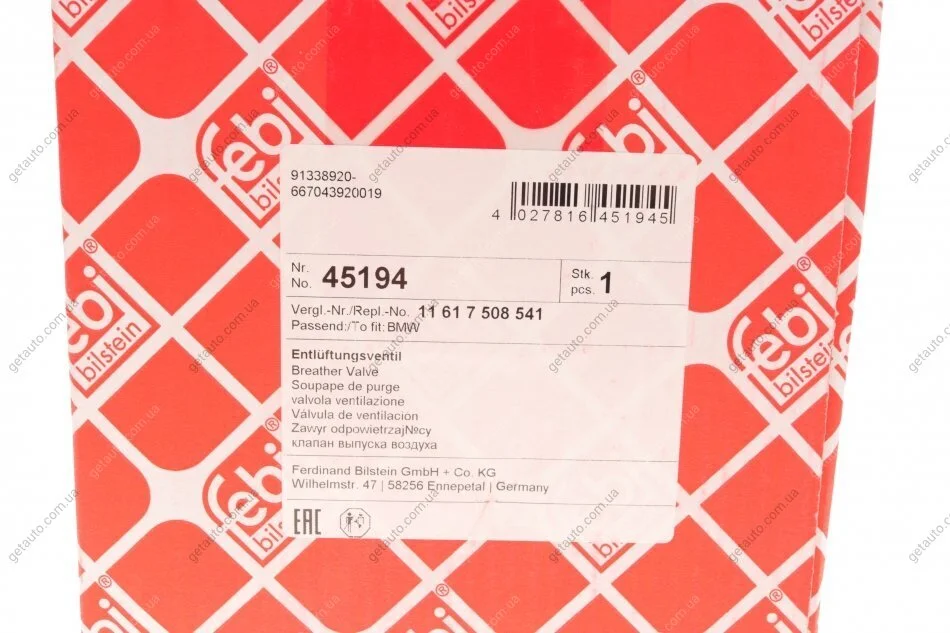 febi
bilstein
91338920-
667043920019
4 027816 451945
Nr.
No. 45194
Stk.
pcs. 1
Vergl.-Nr./Repl.-No. 11 61 7 508 541
Passend:/To fit: BMW
Entlüftungsventil
Breather Valve
Soupape de purge
valvola ventilazione
Válvula de ventilacion
Zawyr odpowietrzaj№cy
клапан выпуска воздуха
Ferdinand Bilstein GmbH + Co. KG
Wilhelmstr. 47 | 58256 Ennepetal | Germany
EAC
getauto.com.ua